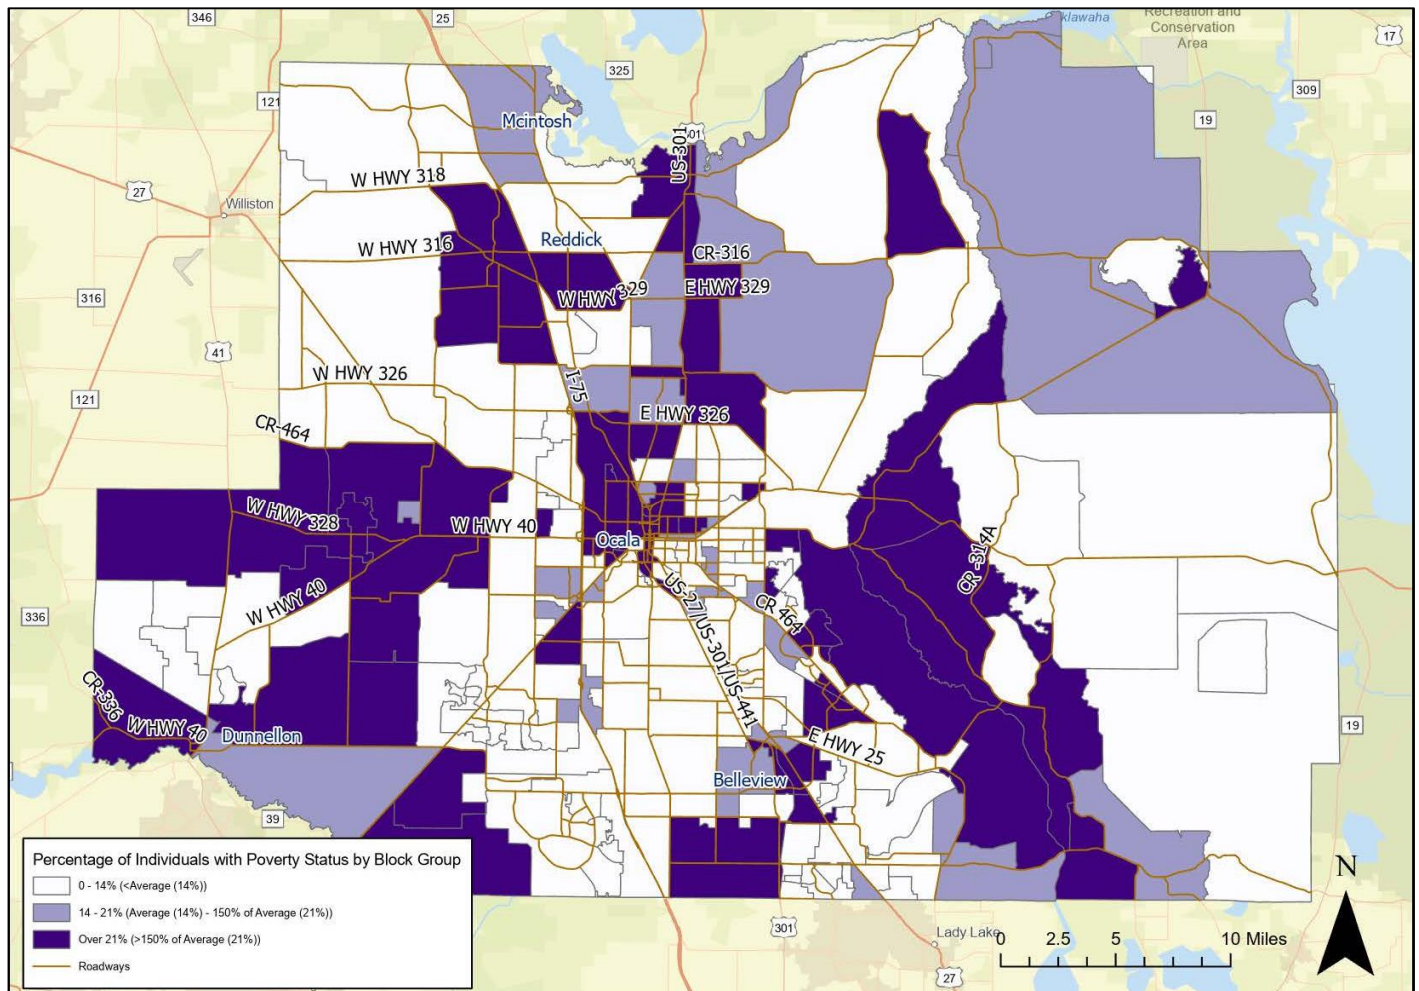 346
25
Oklawaha
Recreation and
Conservation
Area
17
325
121
309
19
Mcintosh
301
US-301
W HWY 318
27
Williston
Reddick
W HWY 316
CR-316
W HWY 329
E HWY 329
316
41
W HWY 326
I-75
121
E HWY 326
CR-464
W HWY 328
W HWY 40
Ocala
CR -314A
W HWY 40
336
US-27/US-301/US-441
CR 464
CR-336
W HWY 40
Dunnellon
E HWY 25
19
Belleview
39
Percentage of Individuals with Poverty Status by Block Group
0 - 14% (<Average (14%))
14 - 21% (Average (14%) - 150% of Average (21%))
Over 21% (>150% of Average (21%))
Roadways
301
Lady Lake
27
N
0 2.5 5 10 Miles